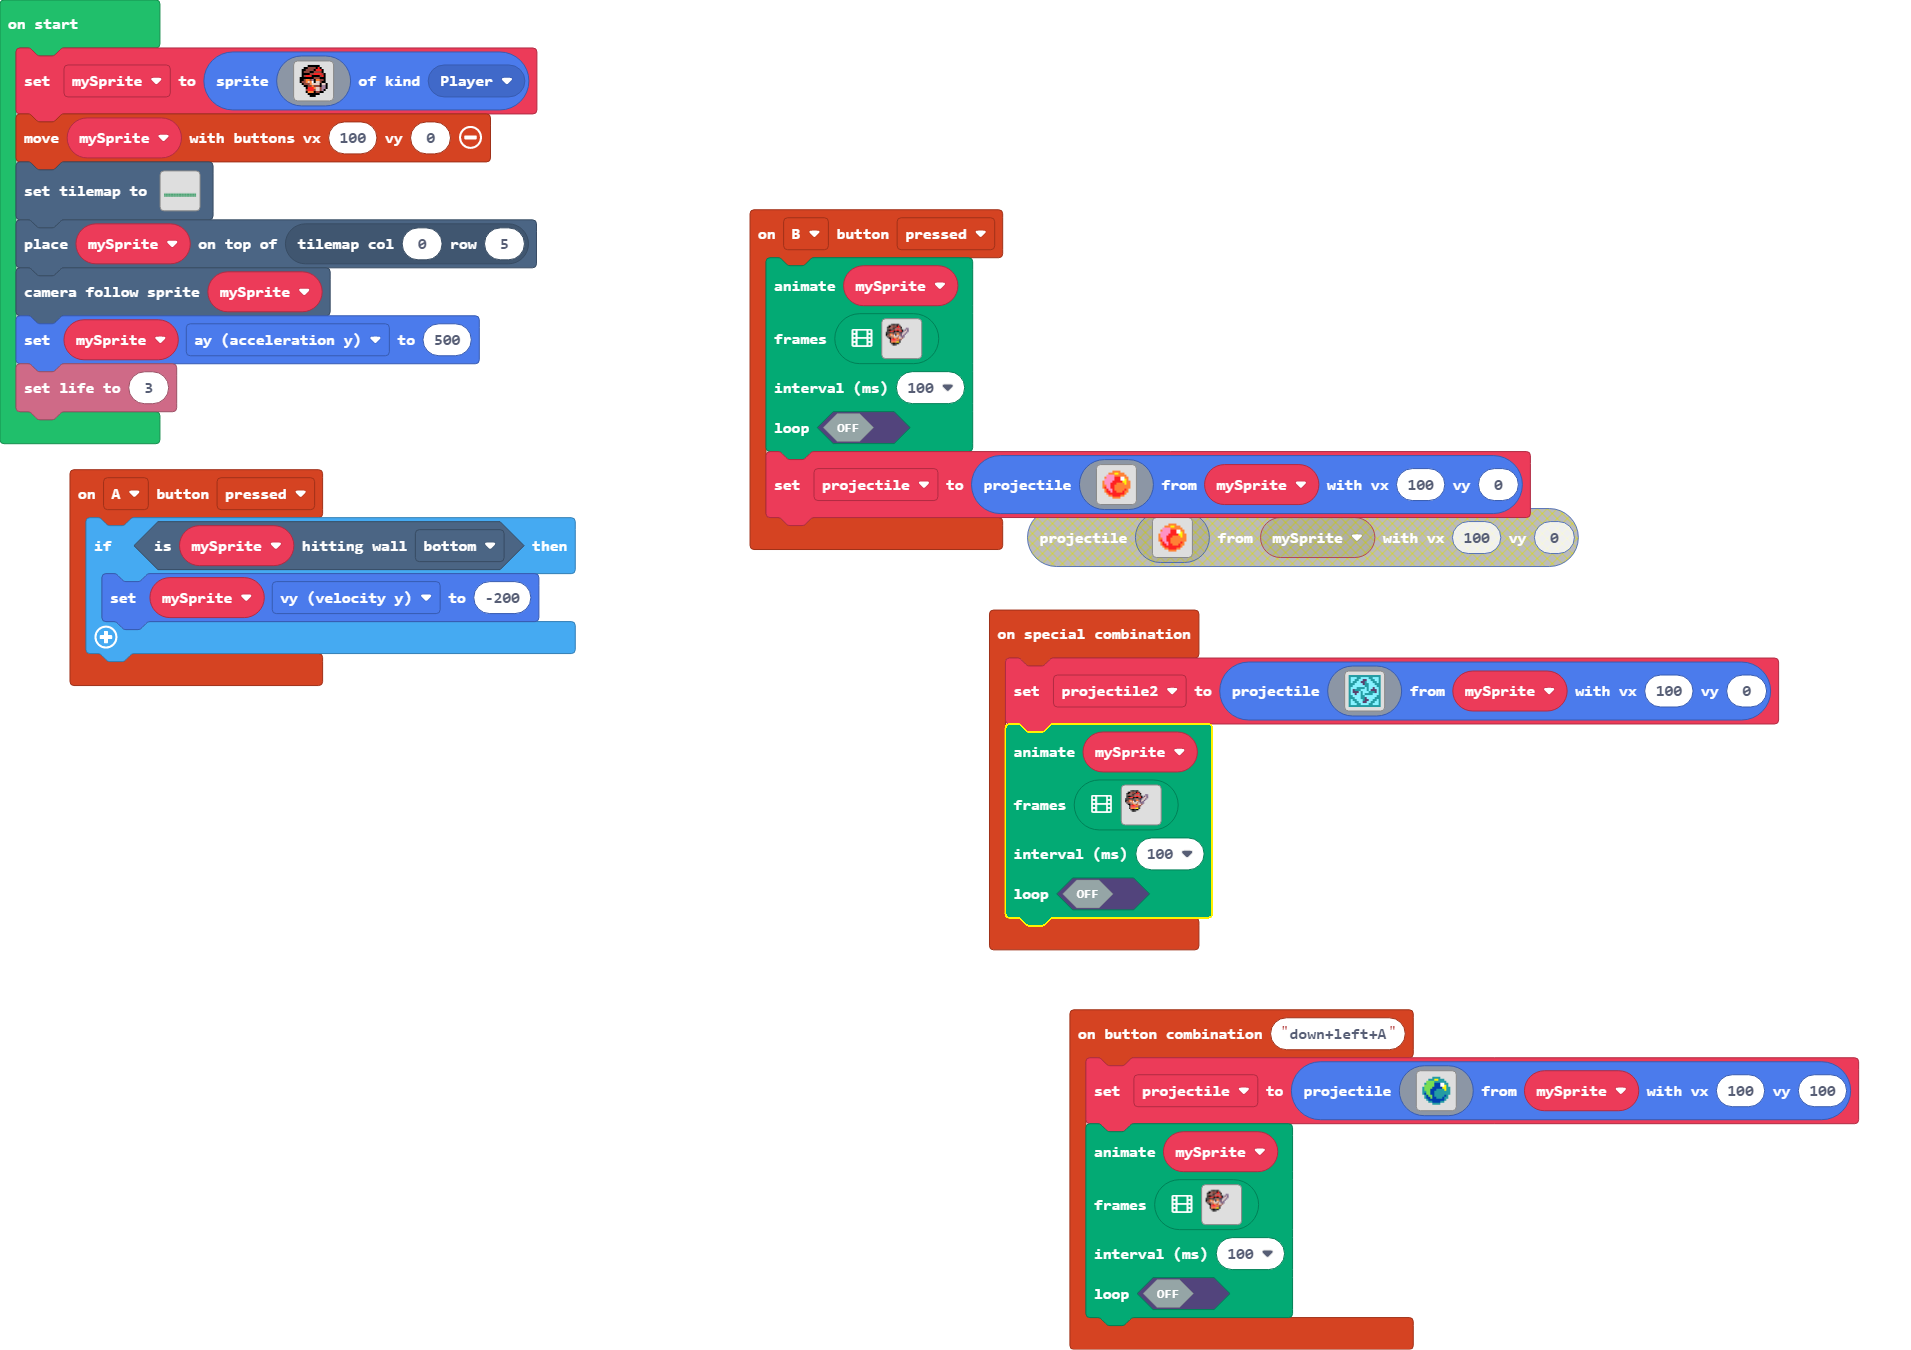 on start
set mySprite to sprite of kind Player
move mySprite with buttons vx 100 vy 0
set tilemap to
place mySprite on top of tilemap col 0 row 5
camera follow sprite mySprite
set mySprite ay (acceleration y) to 500
set life to 3
on A button pressed
if is mySprite hitting wall bottom then
set mySprite vy (velocity y) to -200
on B button pressed
animate mySprite
frames
interval (ms) 100
loop OFF
set projectile to projectile from mySprite with vx 100 vy 0
projectile from mySprite with vx 100 vy 0
on special combination
set projectile2 to projectile from mySprite with vx 100 vy 0
animate mySprite
frames
interval (ms) 100
loop OFF
on button combination "down+left+A"
set projectile to projectile from mySprite with vx 100 vy 100
animate mySprite
frames
interval (ms) 100
loop OFF